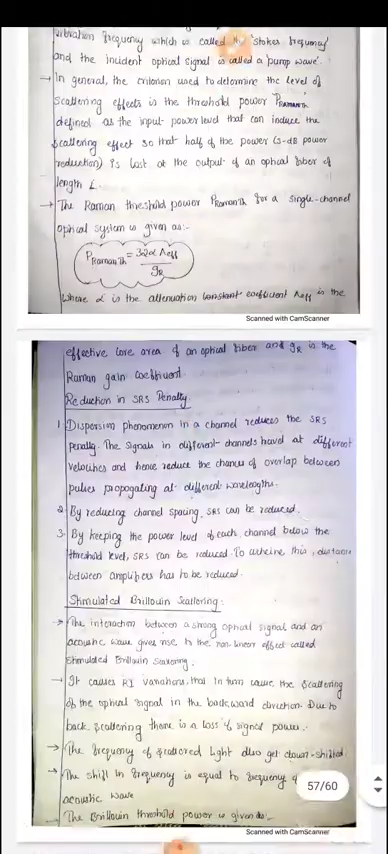 vibration frequency which is called the 'stokes frequency'
and the incident optical signal is called a 'pump wave'.
→ In general, the criterion used to determine the level of
scattering effects is the threshold power PRamanTh
defined as the input power level that can induce the
scattering effect so that half of the power (3-dB power
reduction) is lost at the output of an optical fiber of
length L.
→ The Raman threshold power PRamanTh for a single-channel
optical system is given as:-
PRamanTh = 32α Aeff / gR
where α is the attenuation constant coefficient Aeff is the
Scanned with CamScanner
effective core area of an optical fiber and gR is the
Raman gain coefficient.
Reduction in SRS Penalty
1. Dispersion phenomenon in a channel reduces the SRS
penalty. The signals in different channels travel at different
velocities and hence reduce the chances of overlap between
pulses propogating at different wavelengths.
2. By reducing channel spacing, SRS can be reduced.
3. By keeping the power level of each channel below the
threshold level, SRS can be reduced. To acheive this, distance
between amplifiers has to be reduced.
Stimulated Brillouin Scattering:
→ The interaction between a strong optical signal and an
acoustic wave gives rise to the non linear effect called
Stimulated Brillouin Scattering.
→ It causes RI variations that in turn cause the scattering
of the optical signal in the backward direction. Due to
back scattering there is a loss of signal power.
→ The frequency of scattered light also get down-shifted.
→ The shift in frequency is equal to frequency of
57/60
acoustic wave
→ The Brillouin threshold power is given as:-
Scanned with CamScanner